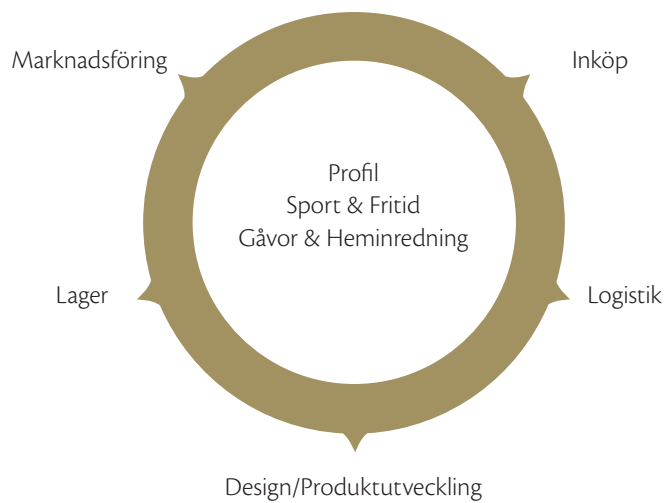 Marknadsföring
Inköp
Profil
Sport & Fritid
Gåvor & Heminredning
Lager
Logistik
Design/Produktutveckling